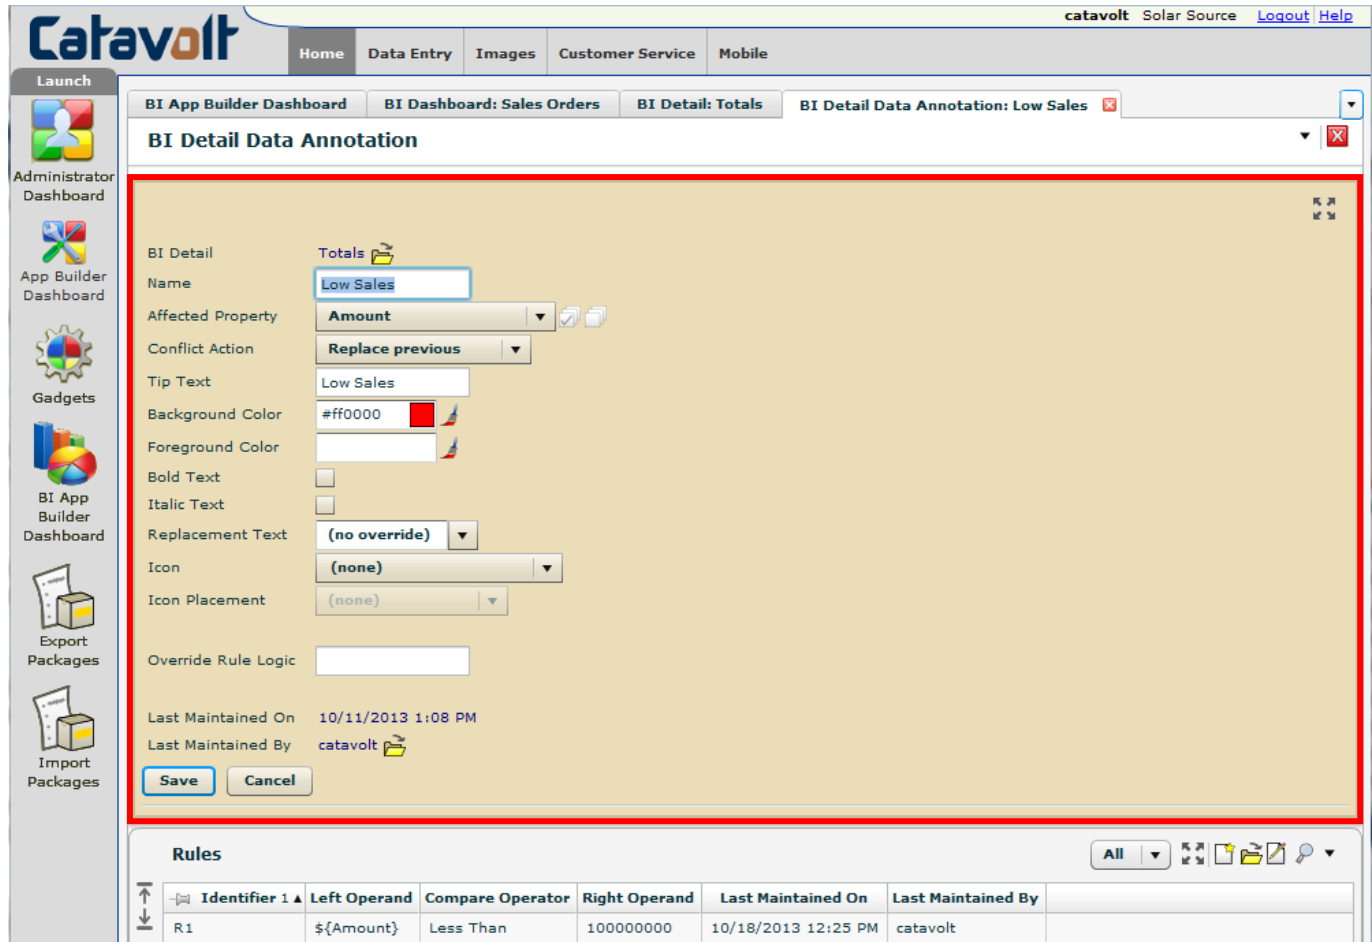 catavolt Solar Source Logout Help
Catavolt
Home Data Entry Images Customer Service Mobile
Launch
BI App Builder Dashboard BI Dashboard: Sales Orders BI Detail: Totals BI Detail Data Annotation: Low Sales
BI Detail Data Annotation
Administrator
Dashboard
App Builder
Dashboard
Gadgets
BI App
Builder
Dashboard
Export
Packages
Import
Packages
BI Detail Totals
Name Low Sales
Affected Property Amount
Conflict Action Replace previous
Tip Text Low Sales
Background Color #ff0000
Foreground Color
Bold Text
Italic Text
Replacement Text (no override)
Icon (none)
Icon Placement (none)
Override Rule Logic
Last Maintained On 10/11/2013 1:08 PM
Last Maintained By catavolt
Save Cancel
Rules All
Identifier 1 Left Operand Compare Operator Right Operand Last Maintained On Last Maintained By
R1 ${Amount} Less Than 100000000 10/18/2013 12:25 PM catavolt